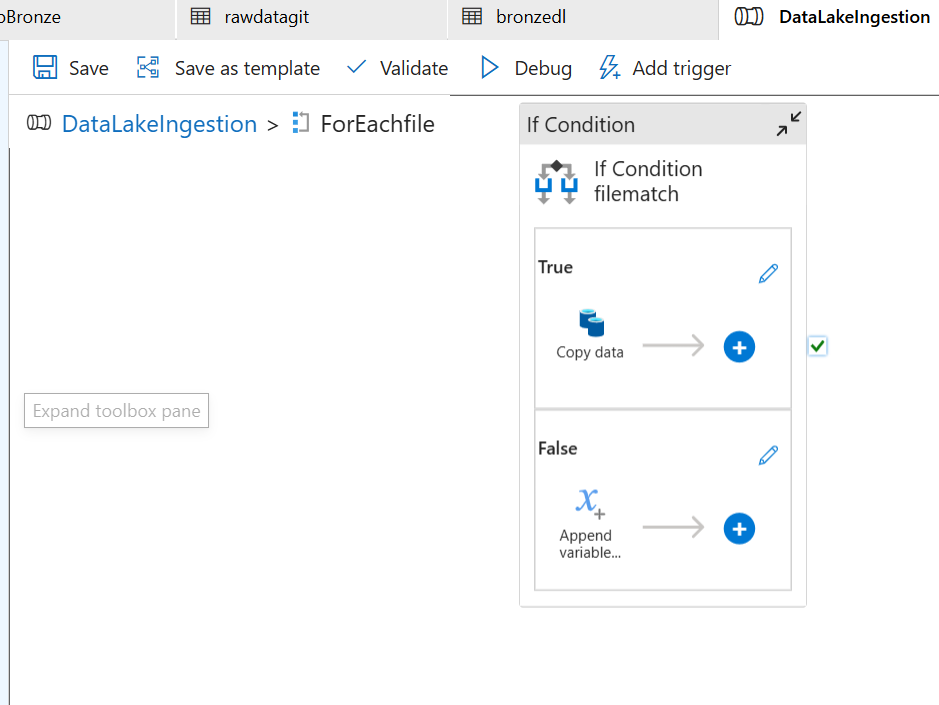 oBronze
rawdatagit
bronzedl
DataLakeIngestion
Save
Save as template
Validate
Debug
Add trigger
DataLakeIngestion > ForEachfile
If Condition
If Condition
filematch
True
Copy data
Expand toolbox pane
False
Append
variable...